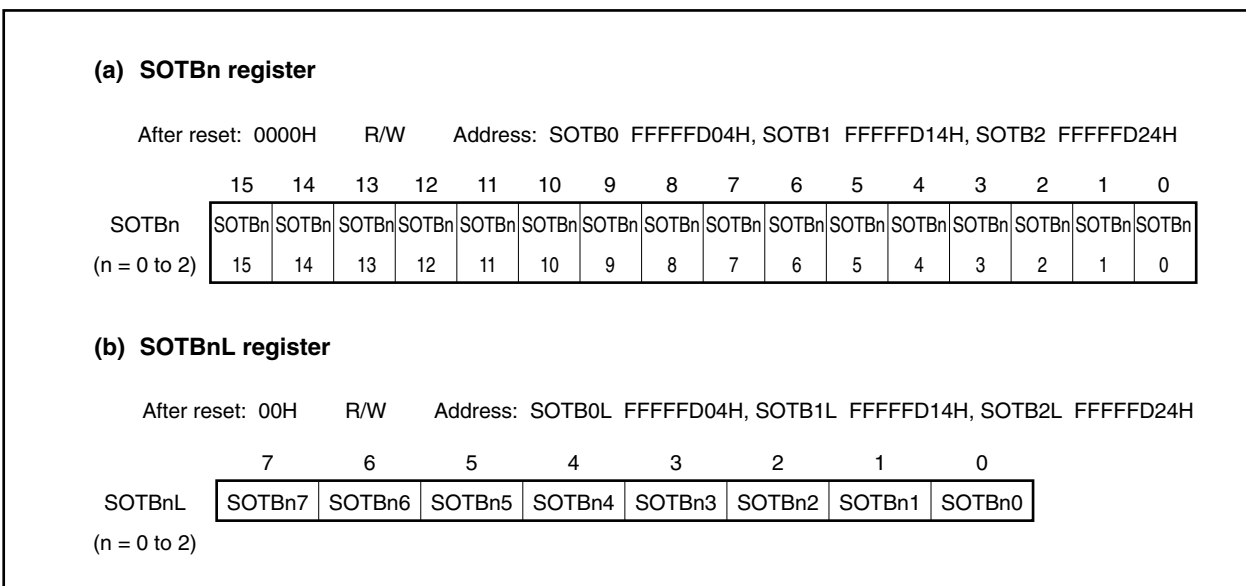 (a) SOTBn register
After reset: 0000H R/W Address: SOTB0 FFFFFD04H, SOTB1 FFFFFD14H, SOTB2 FFFFFD24H
15 14 13 12 11 10 9 8 7 6 5 4 3 2 1 0
SOTBn SOTBn SOTBn SOTBn SOTBn SOTBn SOTBn SOTBn SOTBn SOTBn SOTBn SOTBn SOTBn SOTBn SOTBn SOTBn SOTBn
(n = 0 to 2) 15 14 13 12 11 10 9 8 7 6 5 4 3 2 1 0
(b) SOTBnL register
After reset: 00H R/W Address: SOTB0L FFFFFD04H, SOTB1L FFFFFD14H, SOTB2L FFFFFD24H
7 6 5 4 3 2 1 0
SOTBnL SOTBn7 SOTBn6 SOTBn5 SOTBn4 SOTBn3 SOTBn2 SOTBn1 SOTBn0
(n = 0 to 2)